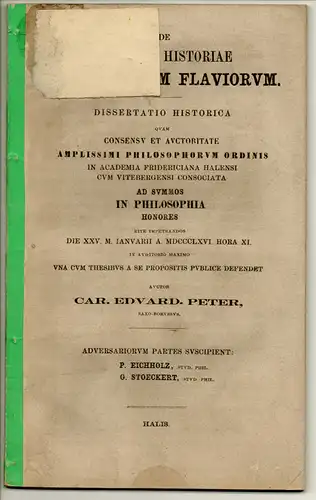 DE
HISTORIAE
M FLAVIORVM.
DISSERTATIO HISTORICA
QVAM
CONSENSV ET AVCTORITATE
AMPLISSIMI PHILOSOPHORVM ORDINIS
IN ACADEMIA FRIDERICIANA HALENSI
CVM VITEBERGENSI CONSOCIATA
AD SVMMOS
IN PHILOSOPHIA
HONORES
RITE IMPETRANDOS
DIE XXV. M. IANVARII A. MDCCCLXVI. HORA XI.
IN AVDITORIO MAXIMO
VNA CVM THESIBVS A SE PROPOSITIS PVBLICE DEFENDET
AVCTOR
CAR. EDVARD. PETER,
SAXO-BORVSSVS.
ADVERSARIORVM PARTES SVSCIPIENT:
P. EICHHOLZ, STVD. PHIL.
G. STOECKERT, STVD. PHIL.
HALIS.